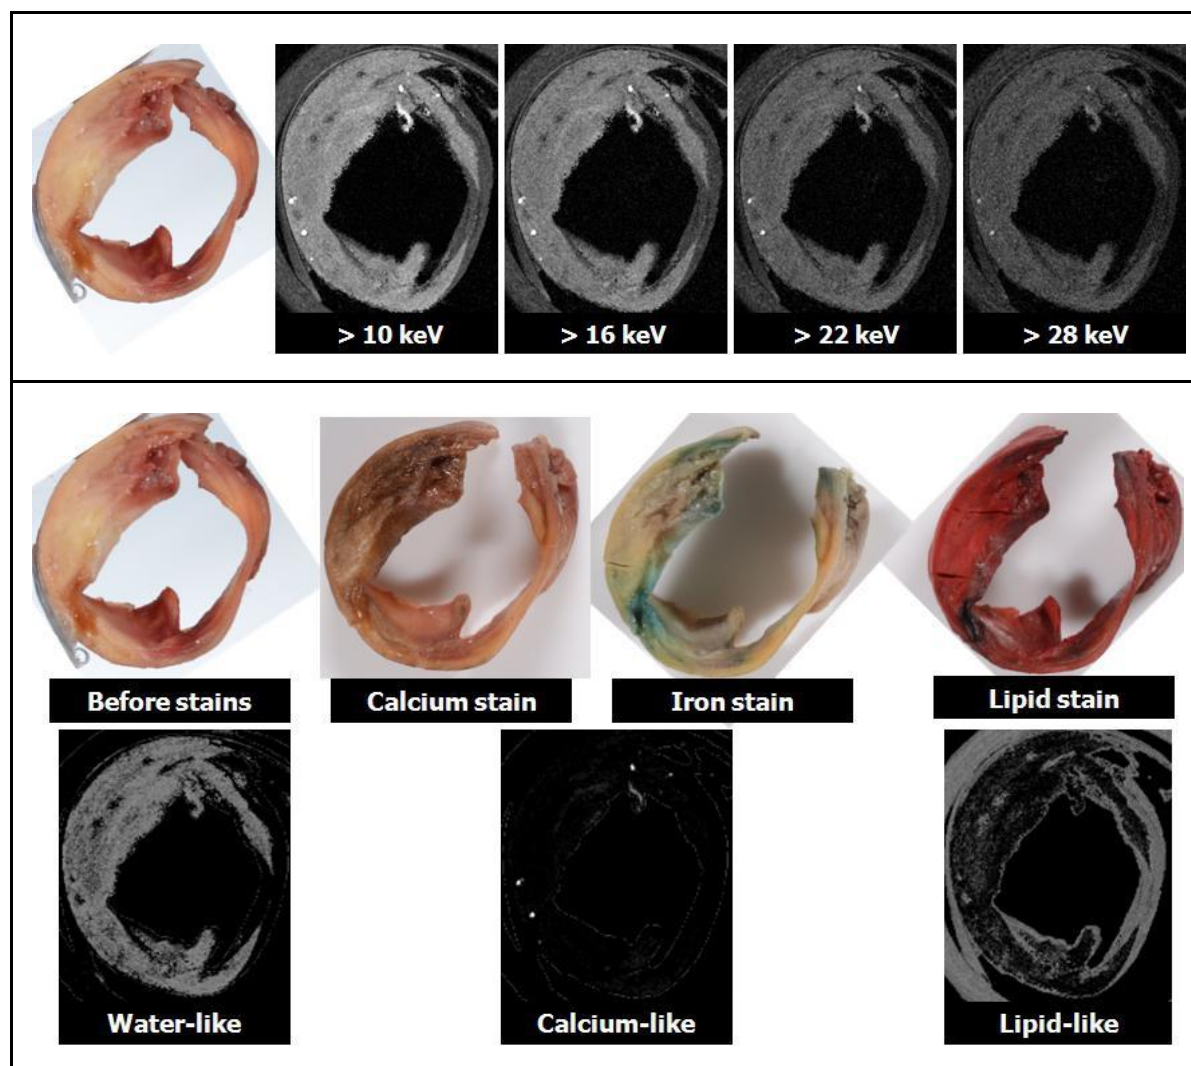 > 10 keV
> 16 keV
> 22 keV
> 28 keV
Before stains
Calcium stain
Iron stain
Lipid stain
Water-like
Calcium-like
Lipid-like